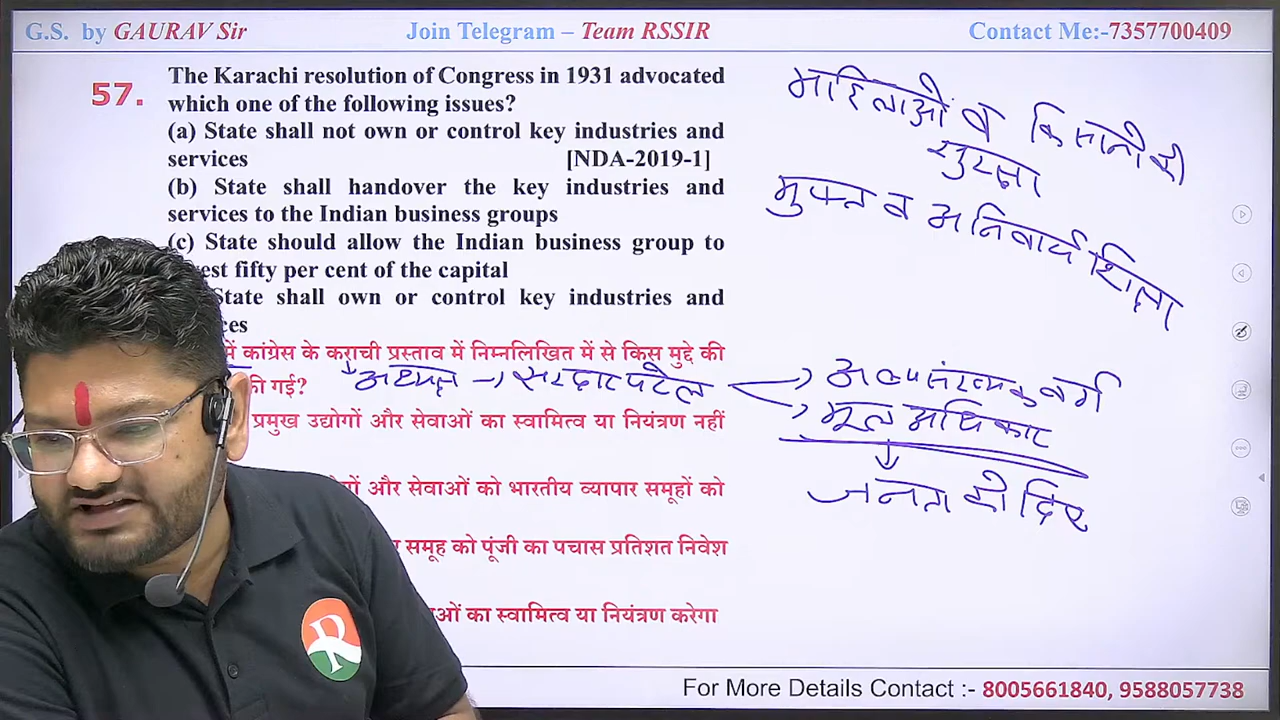 G.S. by GAURAV Sir
Join Telegram – Team RSSIR
Contact Me:-7357700409
57.
The Karachi resolution of Congress in 1931 advocated
which one of the following issues?
(a) State shall not own or control key industries and
services [NDA-2019-1]
(b) State shall handover the key industries and
services to the Indian business groups
(c) State should allow the Indian business group to
fifty per cent of the capital
State shall own or control key industries and
में कांग्रेस के कराची प्रस्ताव में निम्नलिखित में से किस मुद्दे की
की गई?
प्रमुख उद्योगों और सेवाओं का स्वामित्व या नियंत्रण नहीं
और सेवाओं को भारतीय व्यापार समूहों को
समूह को पूंजी का पचास प्रतिशत निवेश
का स्वामित्व या नियंत्रण करेगा
अध्यक्ष → सरदार पटेल
महिलाओं व किसानो की
सुरक्षा
मुफ्त व अनिवार्य शिक्षा
→ अल्पसंख्यक वर्ग
→ मूल अधिकार
जनता को दिए
R
For More Details Contact :- 8005661840, 9588057738